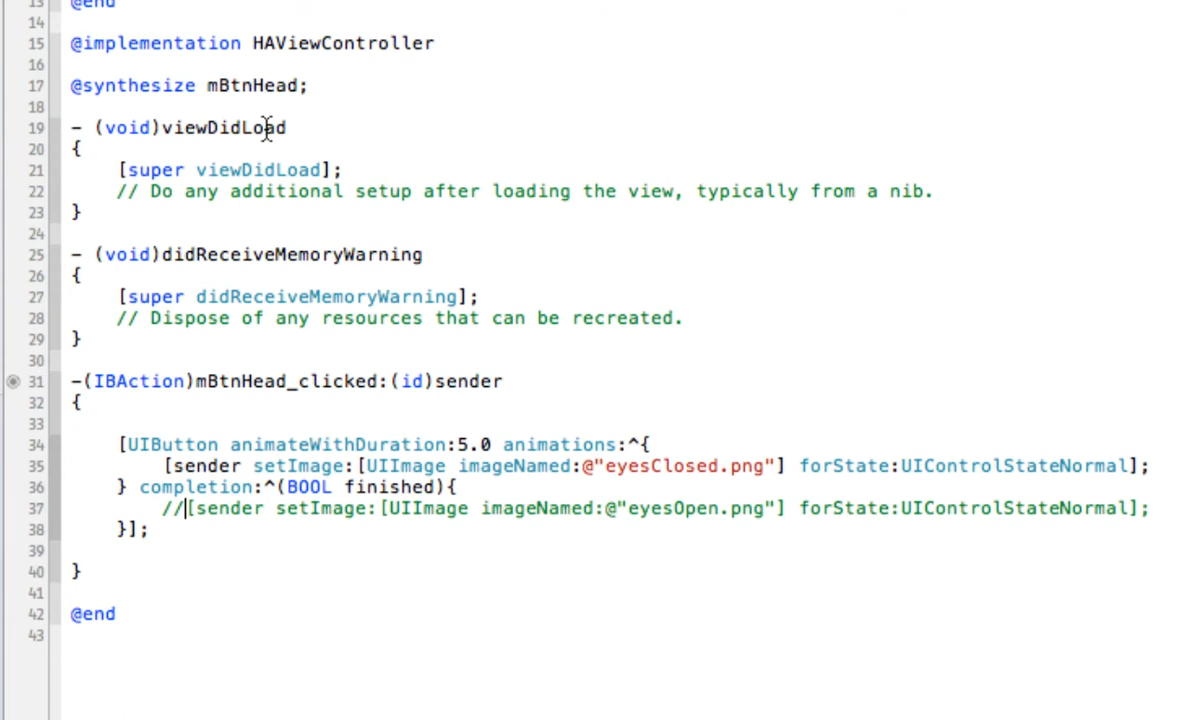 13 @end
14
15 @implementation HAViewController
16
17 @synthesize mBtnHead;
18
19 - (void)viewDidLoad
20 {
21 [super viewDidLoad];
22 // Do any additional setup after loading the view, typically from a nib.
23 }
24
25 - (void)didReceiveMemoryWarning
26 {
27 [super didReceiveMemoryWarning];
28 // Dispose of any resources that can be recreated.
29 }
30
31 -(IBAction)mBtnHead_clicked:(id)sender
32 {
33
34 [UIButton animateWithDuration:5.0 animations:^{
35 [sender setImage:[UIImage imageNamed:@"eyesClosed.png"] forState:UIControlStateNormal];
36 } completion:^(BOOL finished){
37 //[sender setImage:[UIImage imageNamed:@"eyesOpen.png"] forState:UIControlStateNormal];
38 }];
39
40 }
41
42 @end
43